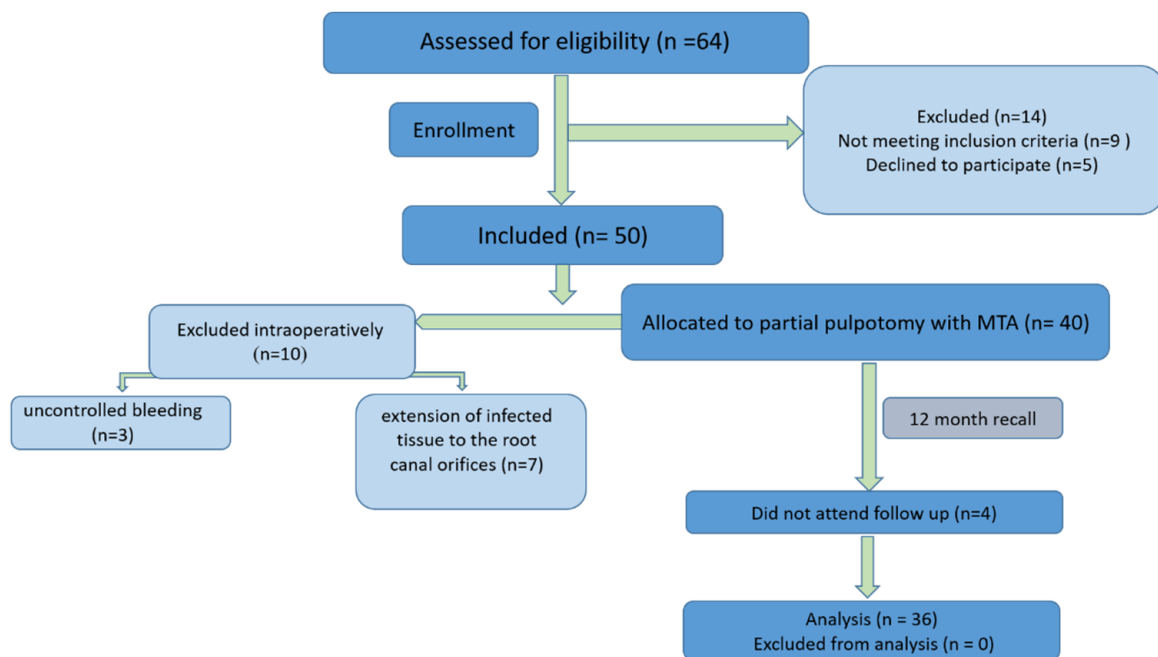 Assessed for eligibility (n =64)
Enrollment
Excluded (n=14)
Not meeting inclusion criteria (n=9 )
Declined to participate (n=5)
Included (n= 50)
Excluded intraoperatively
(n=10)
Allocated to partial pulpotomy with MTA (n= 40)
uncontrolled bleeding
(n=3)
extension of infected
tissue to the root
canal orifices (n=7)
12 month recall
Did not attend follow up (n=4)
Analysis (n = 36)
Excluded from analysis (n = 0)